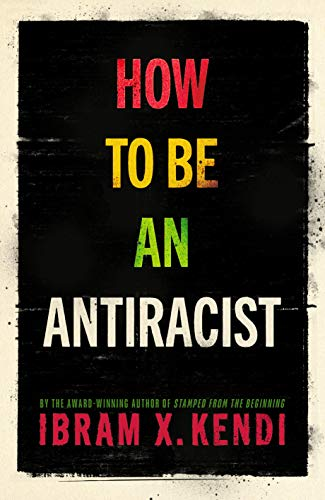 HOW
TO BE
AN
ANTIRACIST
BY THE AWARD-WINNING AUTHOR OF STAMPED FROM THE BEGINNING
IBRAM X. KENDI